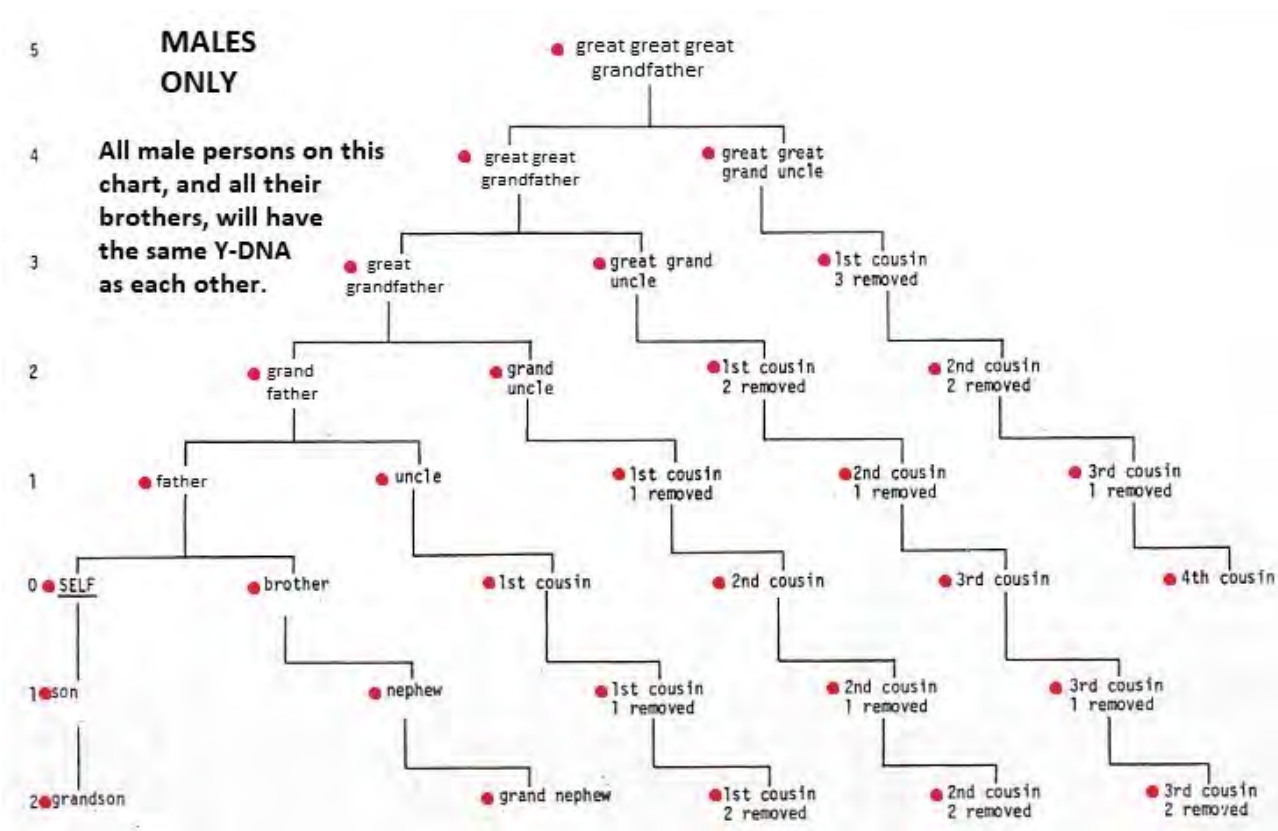 5
MALES
ONLY
great great great
grandfather
All male persons on this
chart, and all their
brothers, will have
the same Y-DNA
as each other.
4
great great
grandfather
great great
grand uncle
3
great
grandfather
great grand
uncle
1st cousin
3 removed
2
grand
father
grand
uncle
1st cousin
2 removed
2nd cousin
2 removed
1
father
uncle
1st cousin
1 removed
2nd cousin
1 removed
3rd cousin
1 removed
0
SELF
brother
1st cousin
2nd cousin
3rd cousin
4th cousin
1
son
nephew
1st cousin
1 removed
2nd cousin
1 removed
3rd cousin
1 removed
2
grandson
grand nephew
1st cousin
2 removed
2nd cousin
2 removed
3rd cousin
2 removed